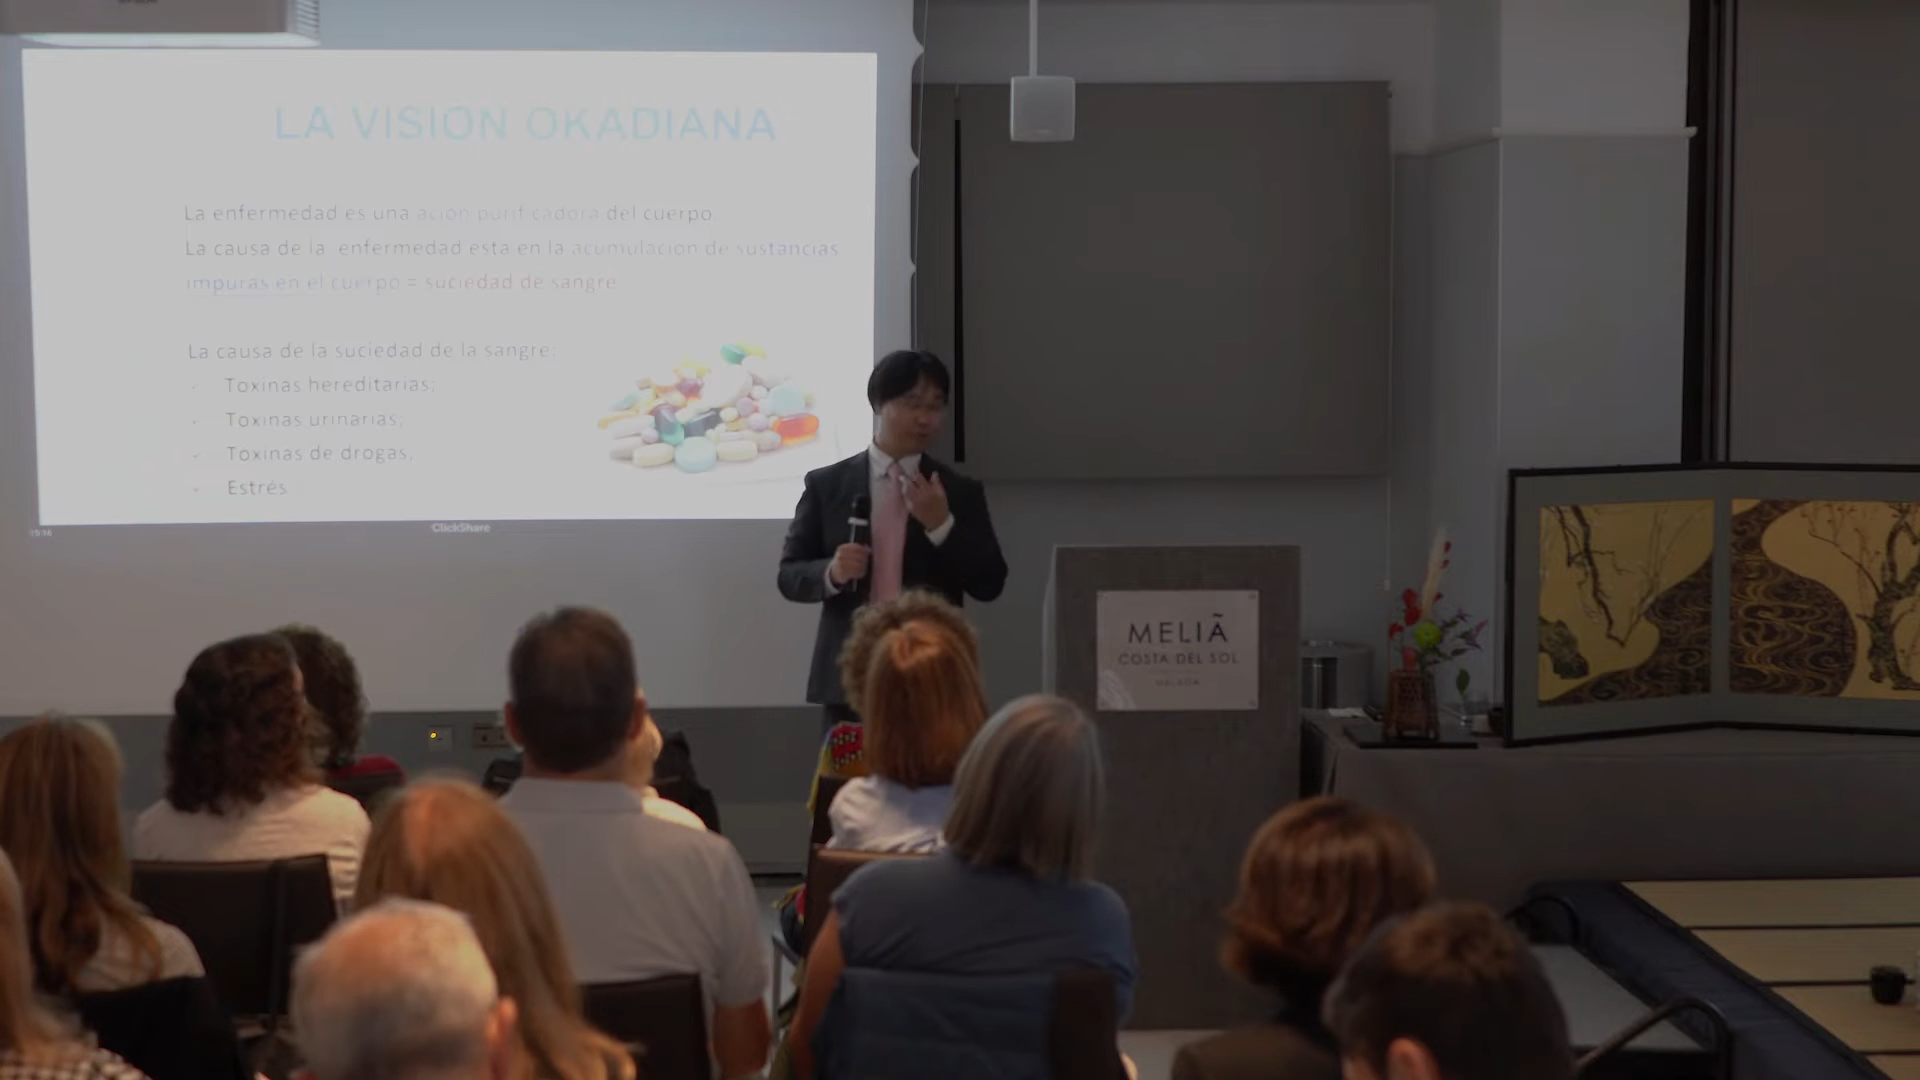 LA VISIÓN OKADIANA
La enfermedad es una acion purificadora del cuerpo
La causa de la enfermedad esta en la acumulacion de sustancias
impuras en el cuerpo = suciedad de sangre
La causa de la suciedad de la sangre:
Toxinas hereditarias;
Toxinas urinarias;
Toxinas de drogas,
Estrés
ClickShare
MELIÃ
COSTA DEL SOL
MALAGA